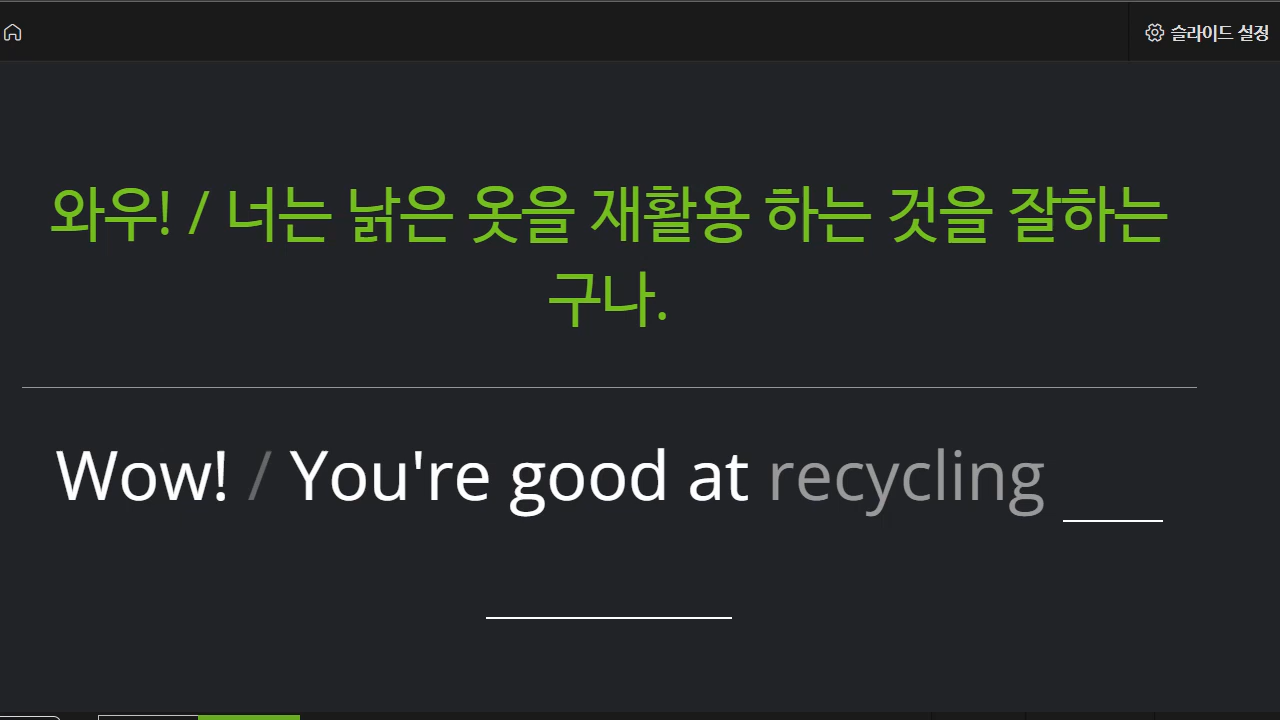 슬라이드 설정
와우! / 너는 낡은 옷을 재활용 하는 것을 잘하는
구나.
Wow! / You're good at recycling